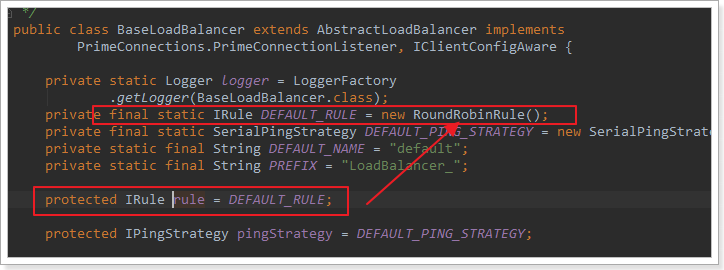 */
public class BaseLoadBalancer extends AbstractLoadBalancer implements
PrimeConnections.PrimeConnectionListener, IClientConfigAware {
private static Logger logger = LoggerFactory
.getLogger(BaseLoadBalancer.class);
private final static IRule DEFAULT_RULE = new RoundRobinRule();
private final static SerialPingStrategy DEFAULT_PING_STRATEGY = new SerialPingStrate
private static final String DEFAULT_NAME = "default";
private static final String PREFIX = "LoadBalancer_";
protected IRule rule = DEFAULT_RULE;
protected IPingStrategy pingStrategy = DEFAULT_PING_STRATEGY;